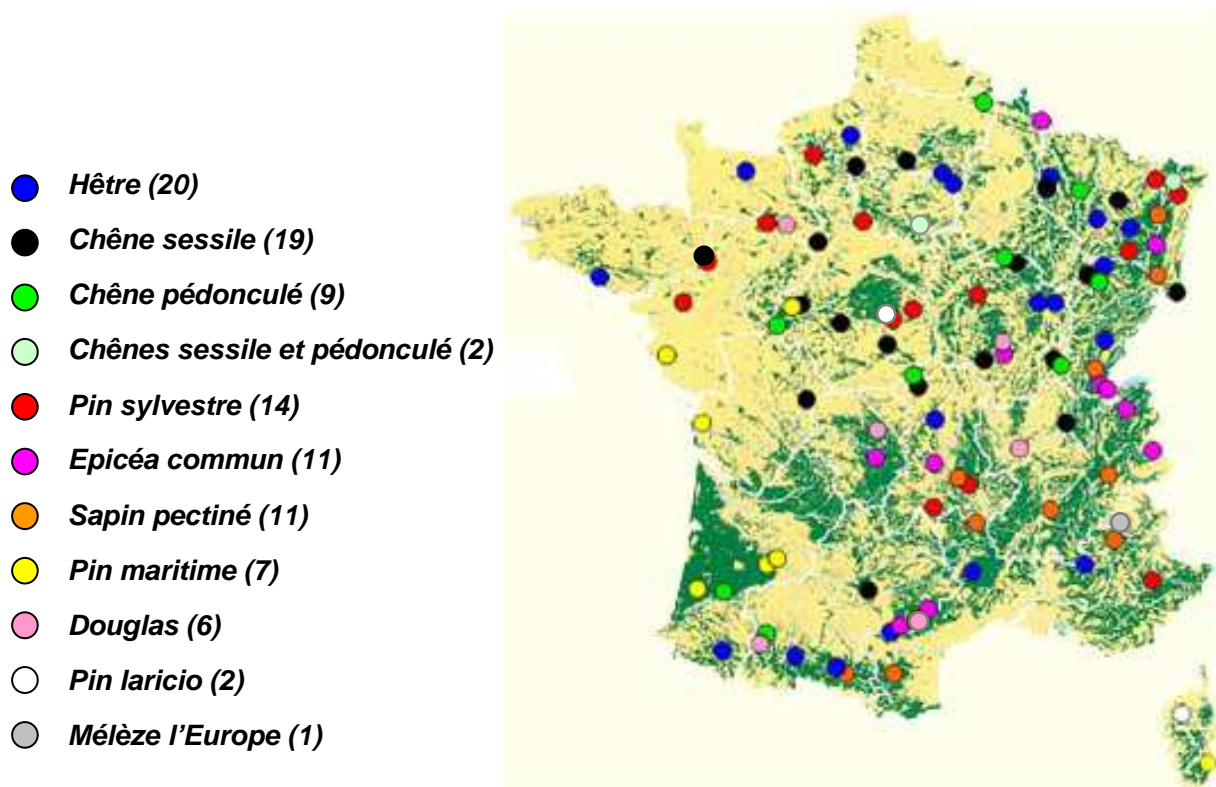 Hêtre (20)
Chêne sessile (19)
Chêne pédonculé (9)
Chênes sessile et pédonculé (2)
Pin sylvestre (14)
Epicéa commun (11)
Sapin pectiné (11)
Pin maritime (7)
Douglas (6)
Pin laricio (2)
Mélèze l'Europe (1)